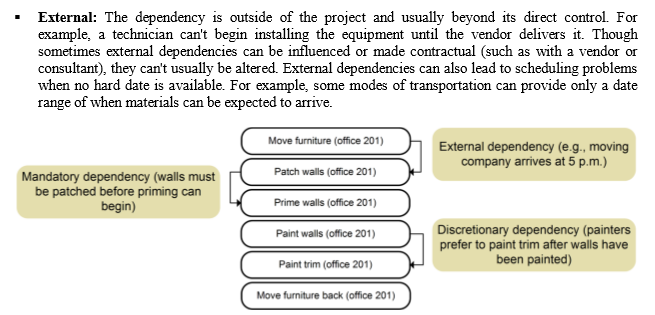 ▪ External: The dependency is outside of the project and usually beyond its direct control. For
example, a technician can't begin installing the equipment until the vendor delivers it. Though
sometimes external dependencies can be influenced or made contractual (such as with a vendor or
consultant), they can't usually be altered. External dependencies can also lead to scheduling problems
when no hard date is available. For example, some modes of transportation can provide only a date
range of when materials can be expected to arrive.
Move furniture (office 201)
External dependency (e.g., moving
company arrives at 5 p.m.)
Patch walls (office 201)
Mandatory dependency (walls must
be patched before priming can
begin)
Prime walls (office 201)
Paint walls (office 201)
Discretionary dependency (painters
prefer to paint trim after walls have
been painted)
Paint trim (office 201)
Move furniture back (office 201)